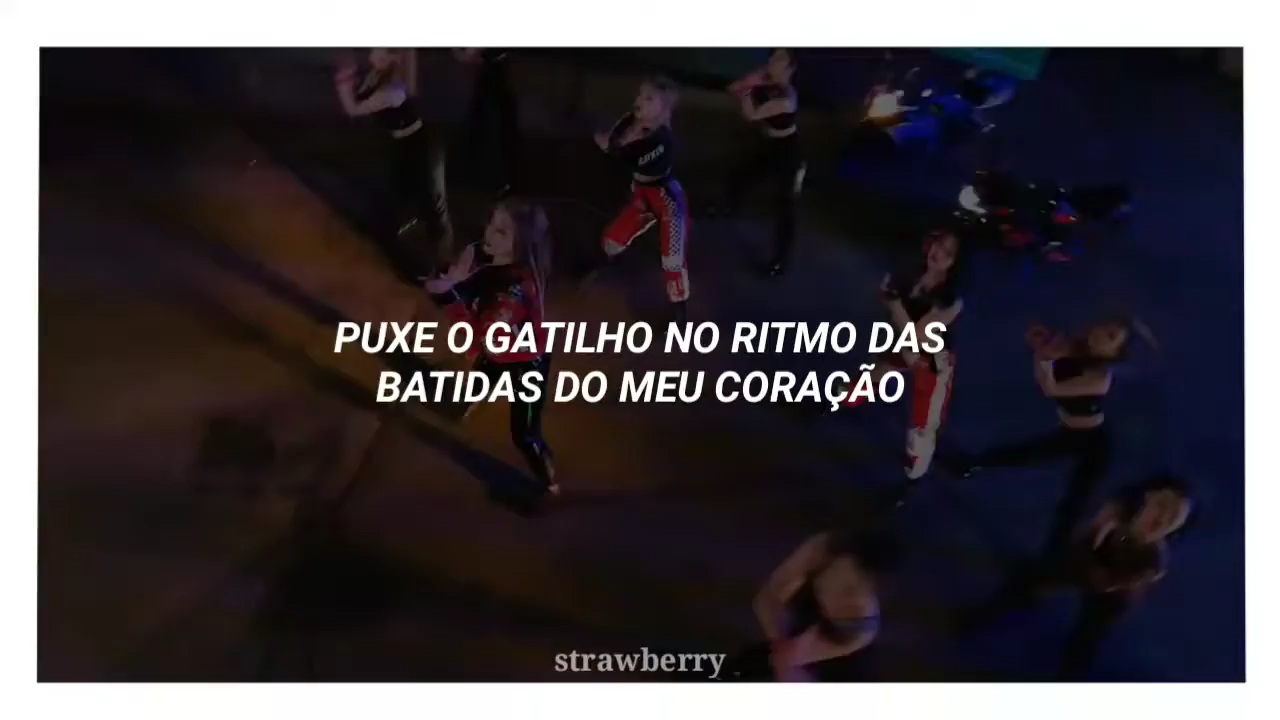 PUXE O GATILHO NO RITMO DAS
BATIDAS DO MEU CORAÇÃO
strawberry